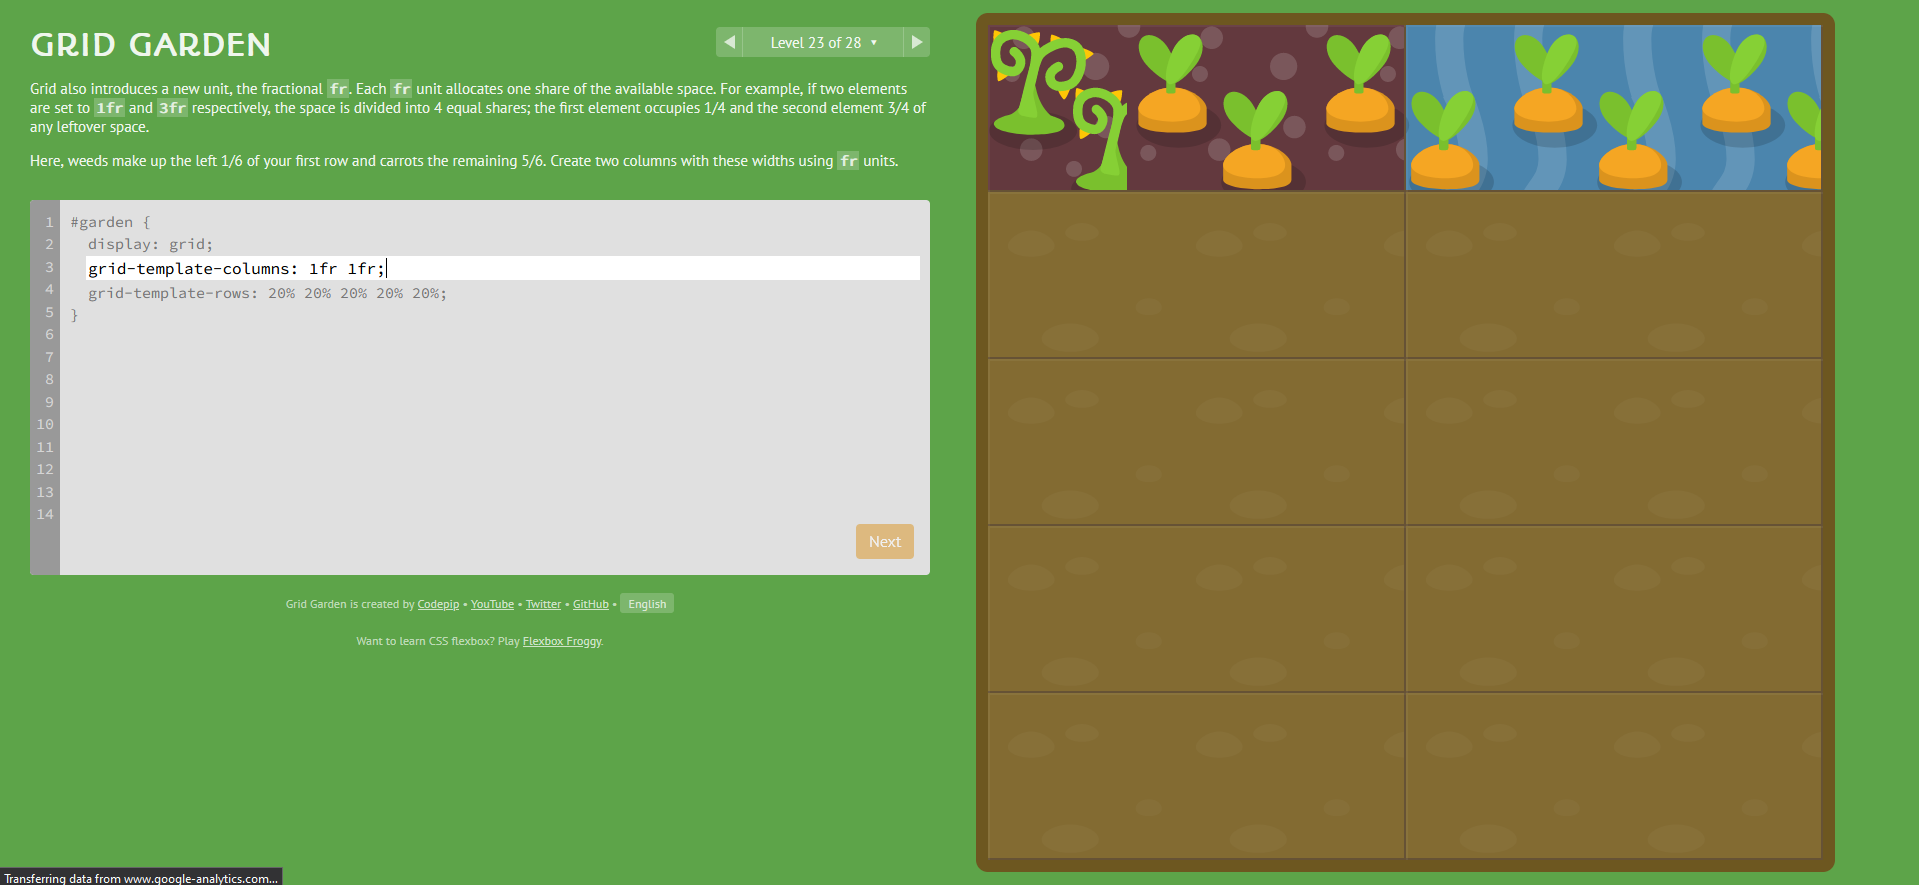 GRID GARDEN
◀ Level 23 of 28 ▼ ▶
Grid also introduces a new unit, the fractional fr. Each fr unit allocates one share of the available space. For example, if two elements
are set to 1fr and 3fr respectively, the space is divided into 4 equal shares; the first element occupies 1/4 and the second element 3/4 of
any leftover space.
Here, weeds make up the left 1/6 of your first row and carrots the remaining 5/6. Create two columns with these widths using fr units.
1 #garden {
2 display: grid;
3 grid-template-columns: 1fr 1fr;
4 grid-template-rows: 20% 20% 20% 20% 20%;
5 }
6
7
8
9
10
11
12
13
14
Next
Grid Garden is created by Codepip • YouTube • Twitter • GitHub • English
Want to learn CSS flexbox? Play Flexbox Froggy.
Transferring data from www.google-analytics.com...